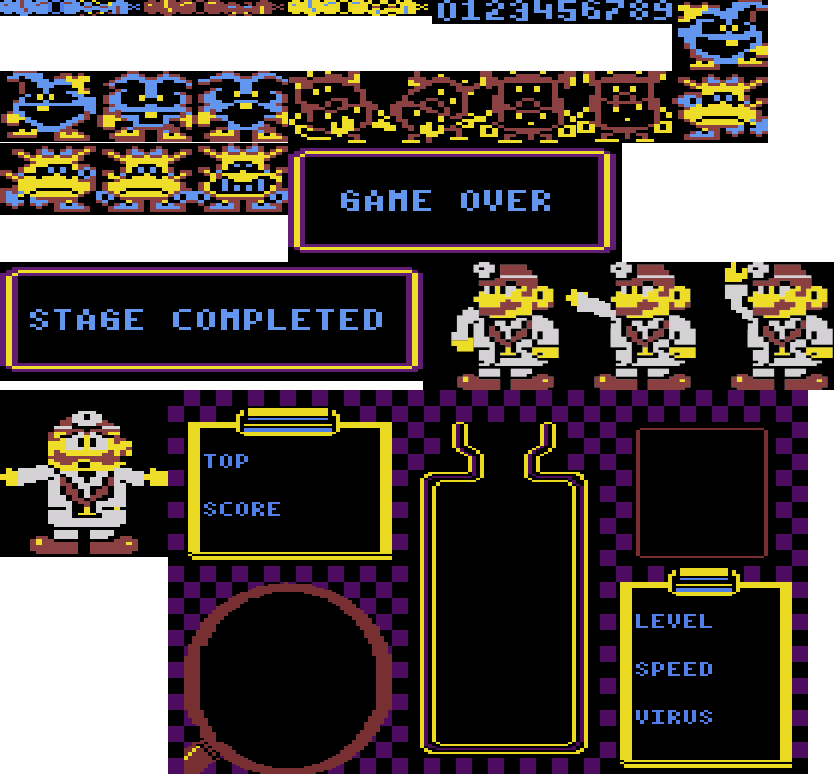 0123456789
GAME OVER
STAGE COMPLETED
TOP
SCORE
LEVEL
SPEED
VIRUS